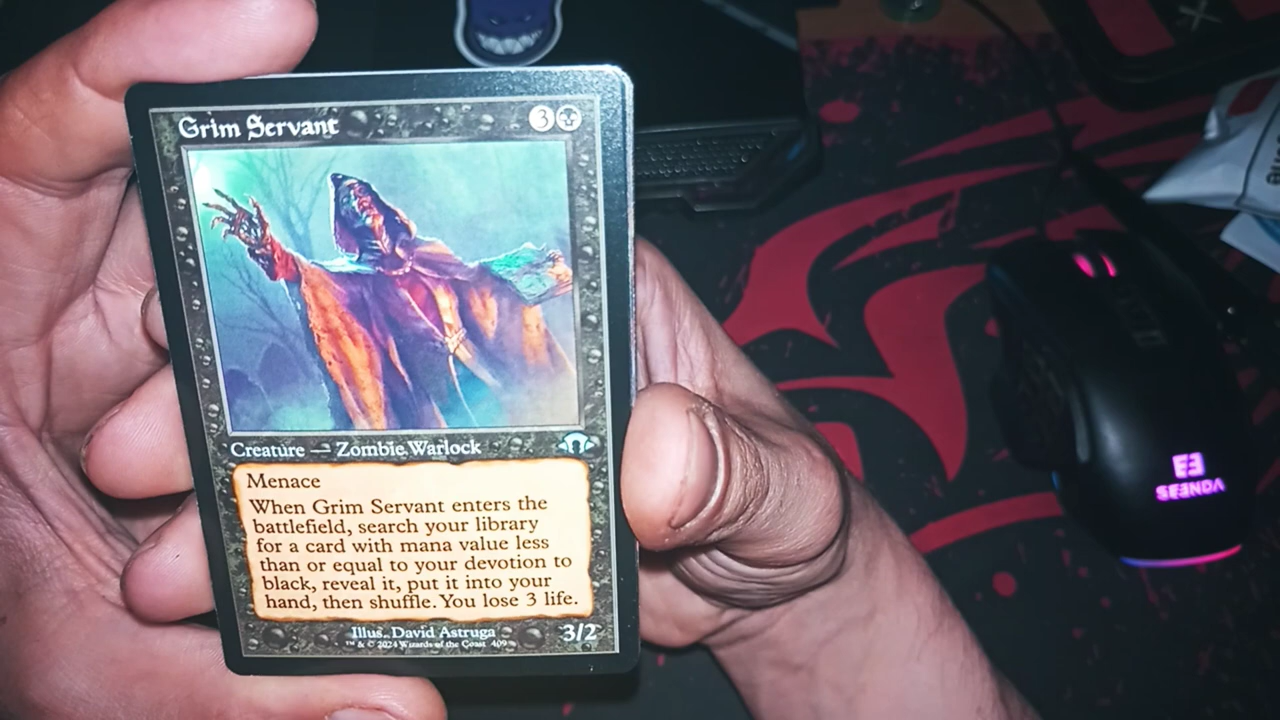 Grim Servant 3
Creature — Zombie Warlock
Menace
When Grim Servant enters the
battlefield, search your library
for a card with mana value less
than or equal to your devotion to
black, reveal it, put it into your
hand, then shuffle. You lose 3 life.
Illus. David Astruga
3/2
™ & © 2024 Wizards of the Coast 409
SEENDA